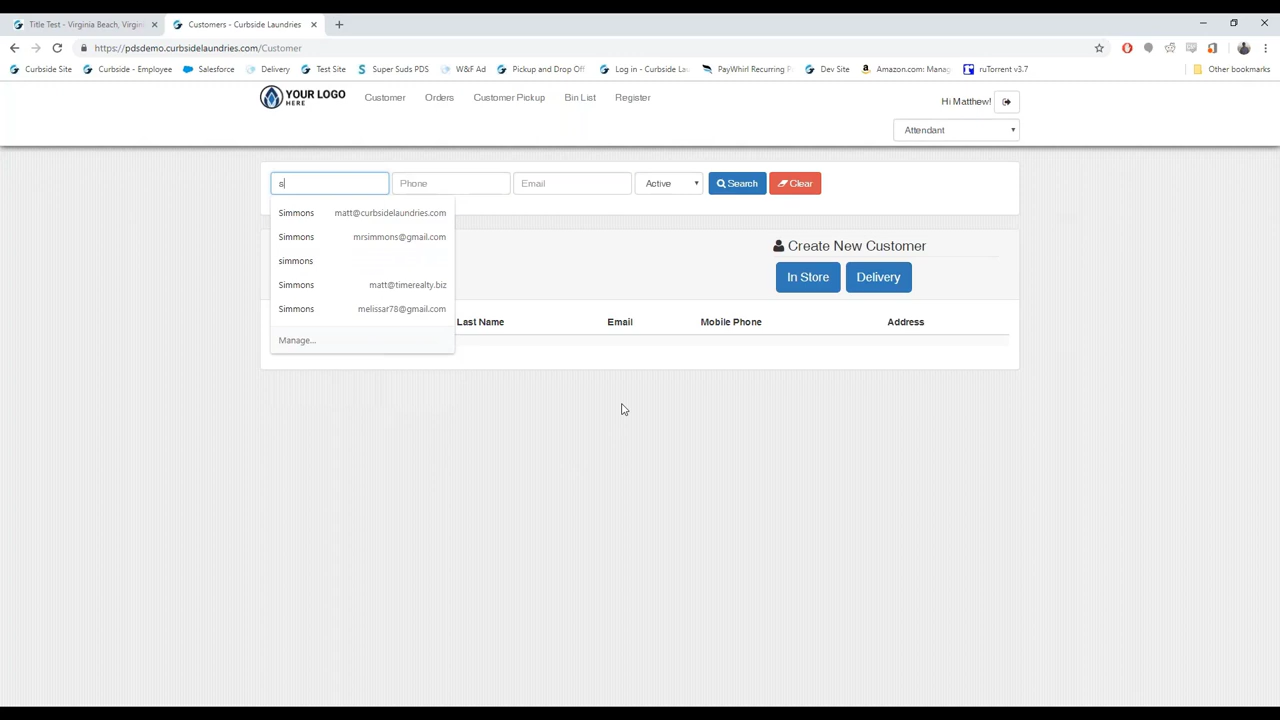 Title Test - Virginia Beach, Virgini
Customers - Curbside Laundries
https://pdsdemo.curbsidelaundries.com/Customer
Curbside Site Curbside - Employee Salesforce Delivery Test Site Super Suds PDS W&F Ad Pickup and Drop Off Log in - Curbside La PayWhirl Recurring P Dev Site Amazon.com: Mana ruTorrent v3.7 Other bookmarks
YOUR LOGO
HERE
Customer Orders Customer Pickup Bin List Register
Hi Matthew!
Attendant
s Phone Email Active Search Clear
Simmons matt@curbsidelaundries.com
Simmons mrsimmons@gmail.com
simmons
Simmons matt@timerealty.biz
Simmons melissar78@gmail.com
Manage...
Create New Customer
In Store Delivery
Last Name Email Mobile Phone Address